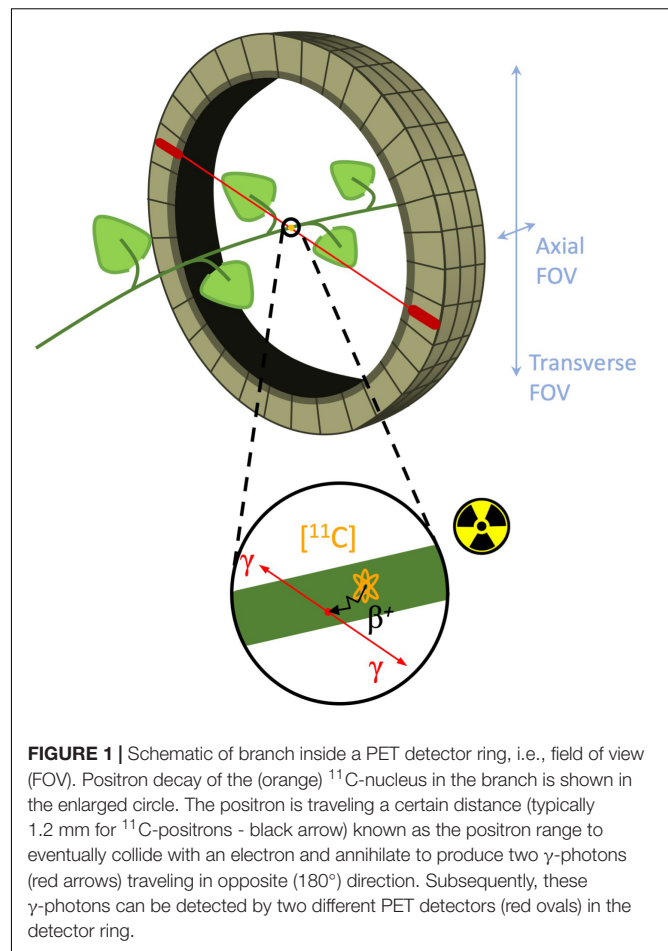 Axial
FOV
Transverse
FOV
[¹¹C]
γ
β⁺
γ
FIGURE 1 | Schematic of branch inside a PET detector ring, i.e., field of view
(FOV). Positron decay of the (orange) ¹¹C-nucleus in the branch is shown in
the enlarged circle. The positron is traveling a certain distance (typically
1.2 mm for ¹¹C-positrons - black arrow) known as the positron range to
eventually collide with an electron and annihilate to produce two γ-photons
(red arrows) traveling in opposite (180°) direction. Subsequently, these
γ-photons can be detected by two different PET detectors (red ovals) in the
detector ring.